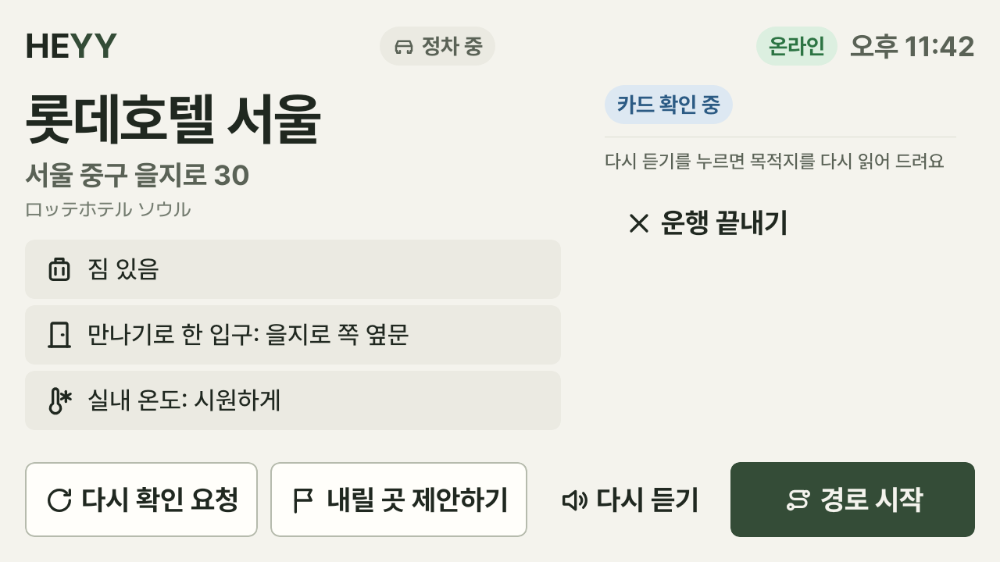 HEYY
정차 중
온라인
오후 11:42
롯데호텔 서울
서울 중구 을지로 30
ロッテホテル ソウル
카드 확인 중
다시 듣기를 누르면 목적지를 다시 읽어 드려요
운행 끝내기
짐 있음
만나기로 한 입구: 을지로 쪽 옆문
실내 온도: 시원하게
다시 확인 요청
내릴 곳 제안하기
다시 듣기
경로 시작